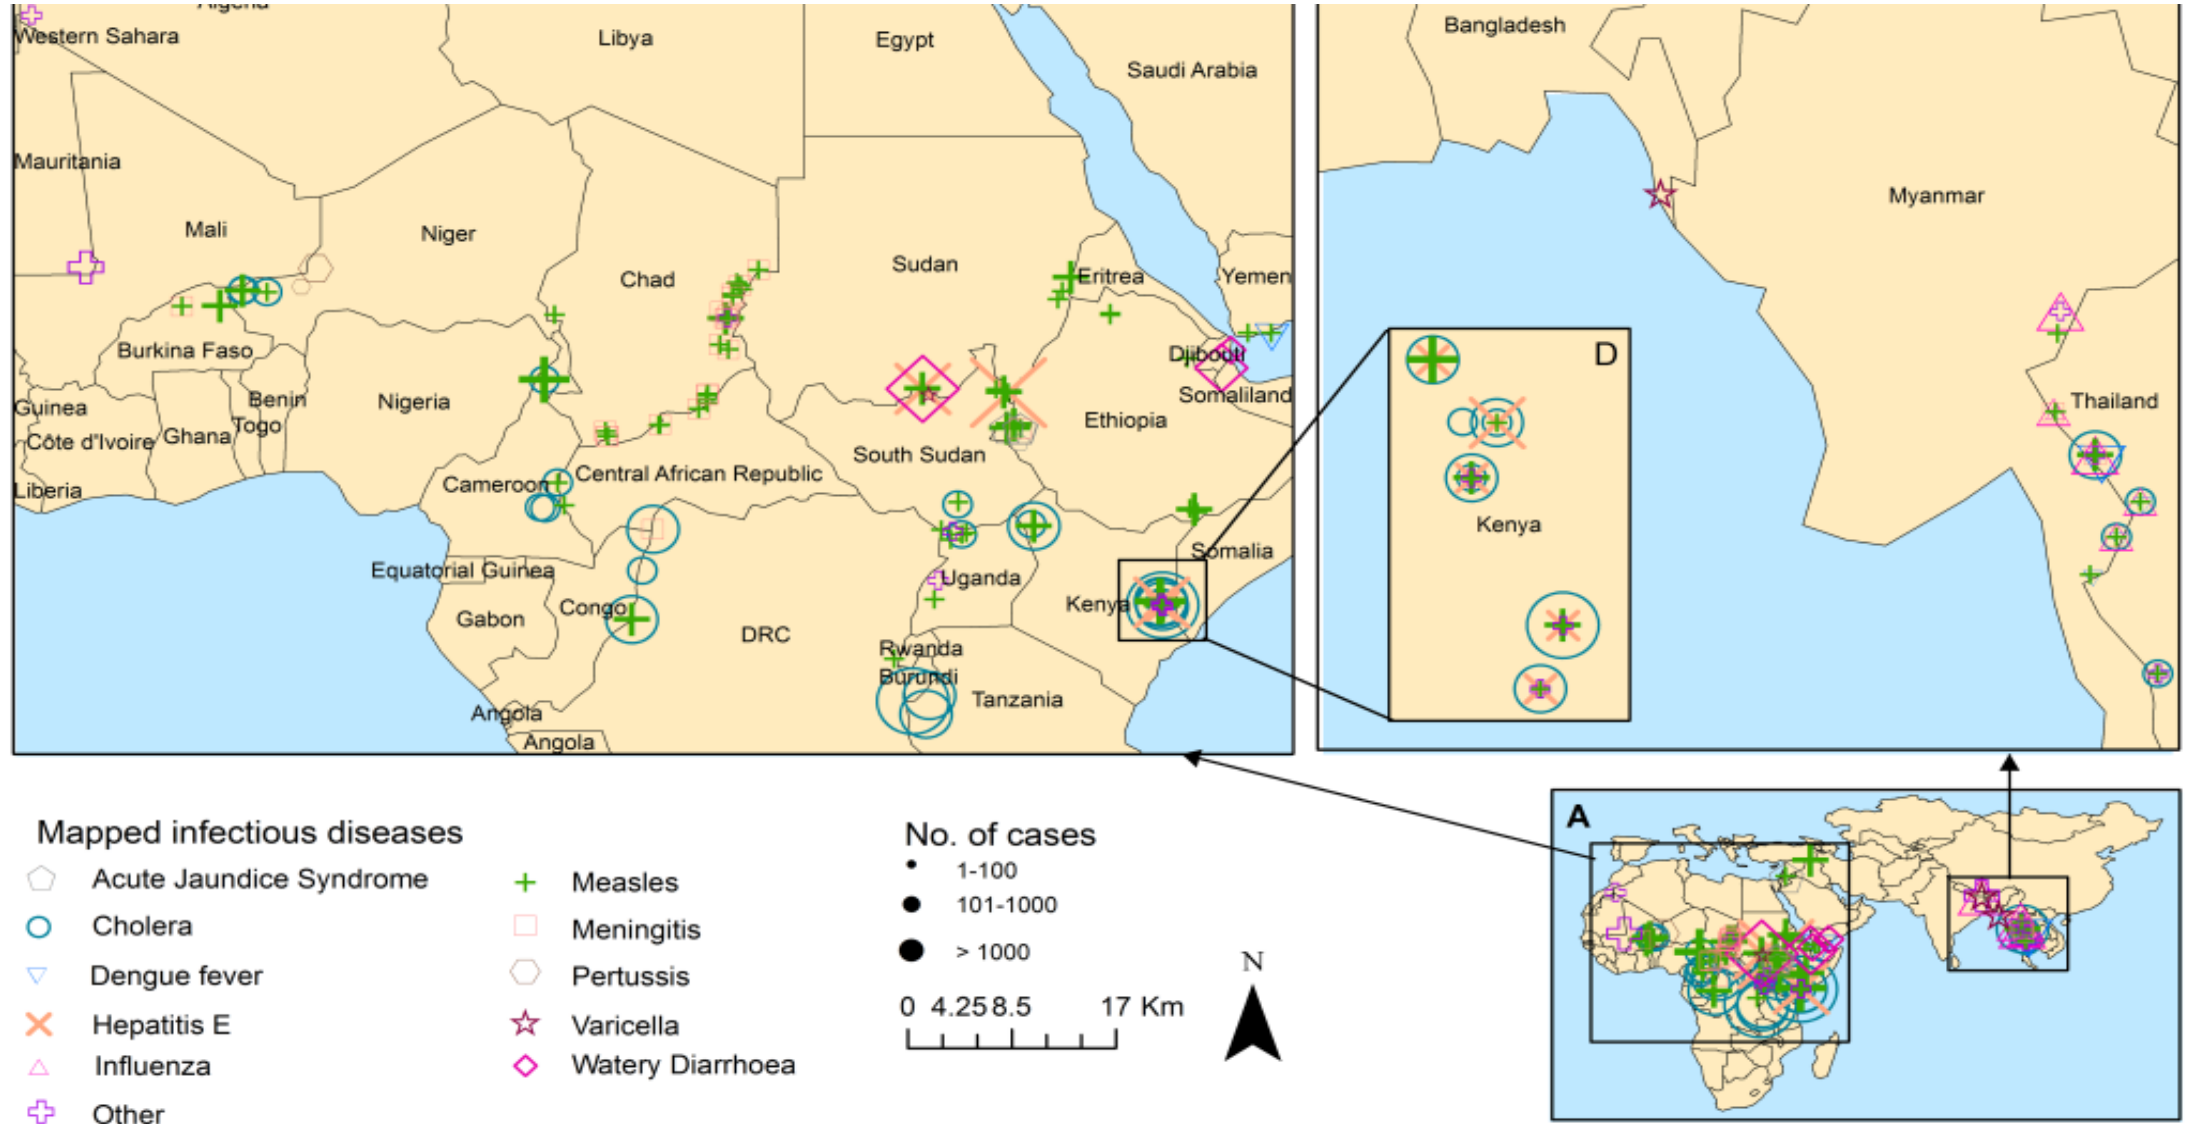 Algeria
Western Sahara
Libya
Egypt
Saudi Arabia
Mauritania
Mali
Niger
Chad
Sudan
Eritrea
Yemen
Burkina Faso
Djibouti
Somaliland
Guinea
Benin
Nigeria
Togo
Ethiopia
Côte d'Ivoire
Ghana
South Sudan
Liberia
Cameroon
Central African Republic
Somalia
Equatorial Guinea
Uganda
Congo
Kenya
Gabon
DRC
Rwanda
Burundi
Tanzania
Angola
Angola
Bangladesh
Myanmar
Thailand
D
Kenya
A
Mapped infectious diseases
Acute Jaundice Syndrome
Cholera
Dengue fever
Hepatitis E
Influenza
Other
Measles
Meningitis
Pertussis
Varicella
Watery Diarrhoea
No. of cases
1-100
101-1000
> 1000
0 4.25 8.5 17 Km
N